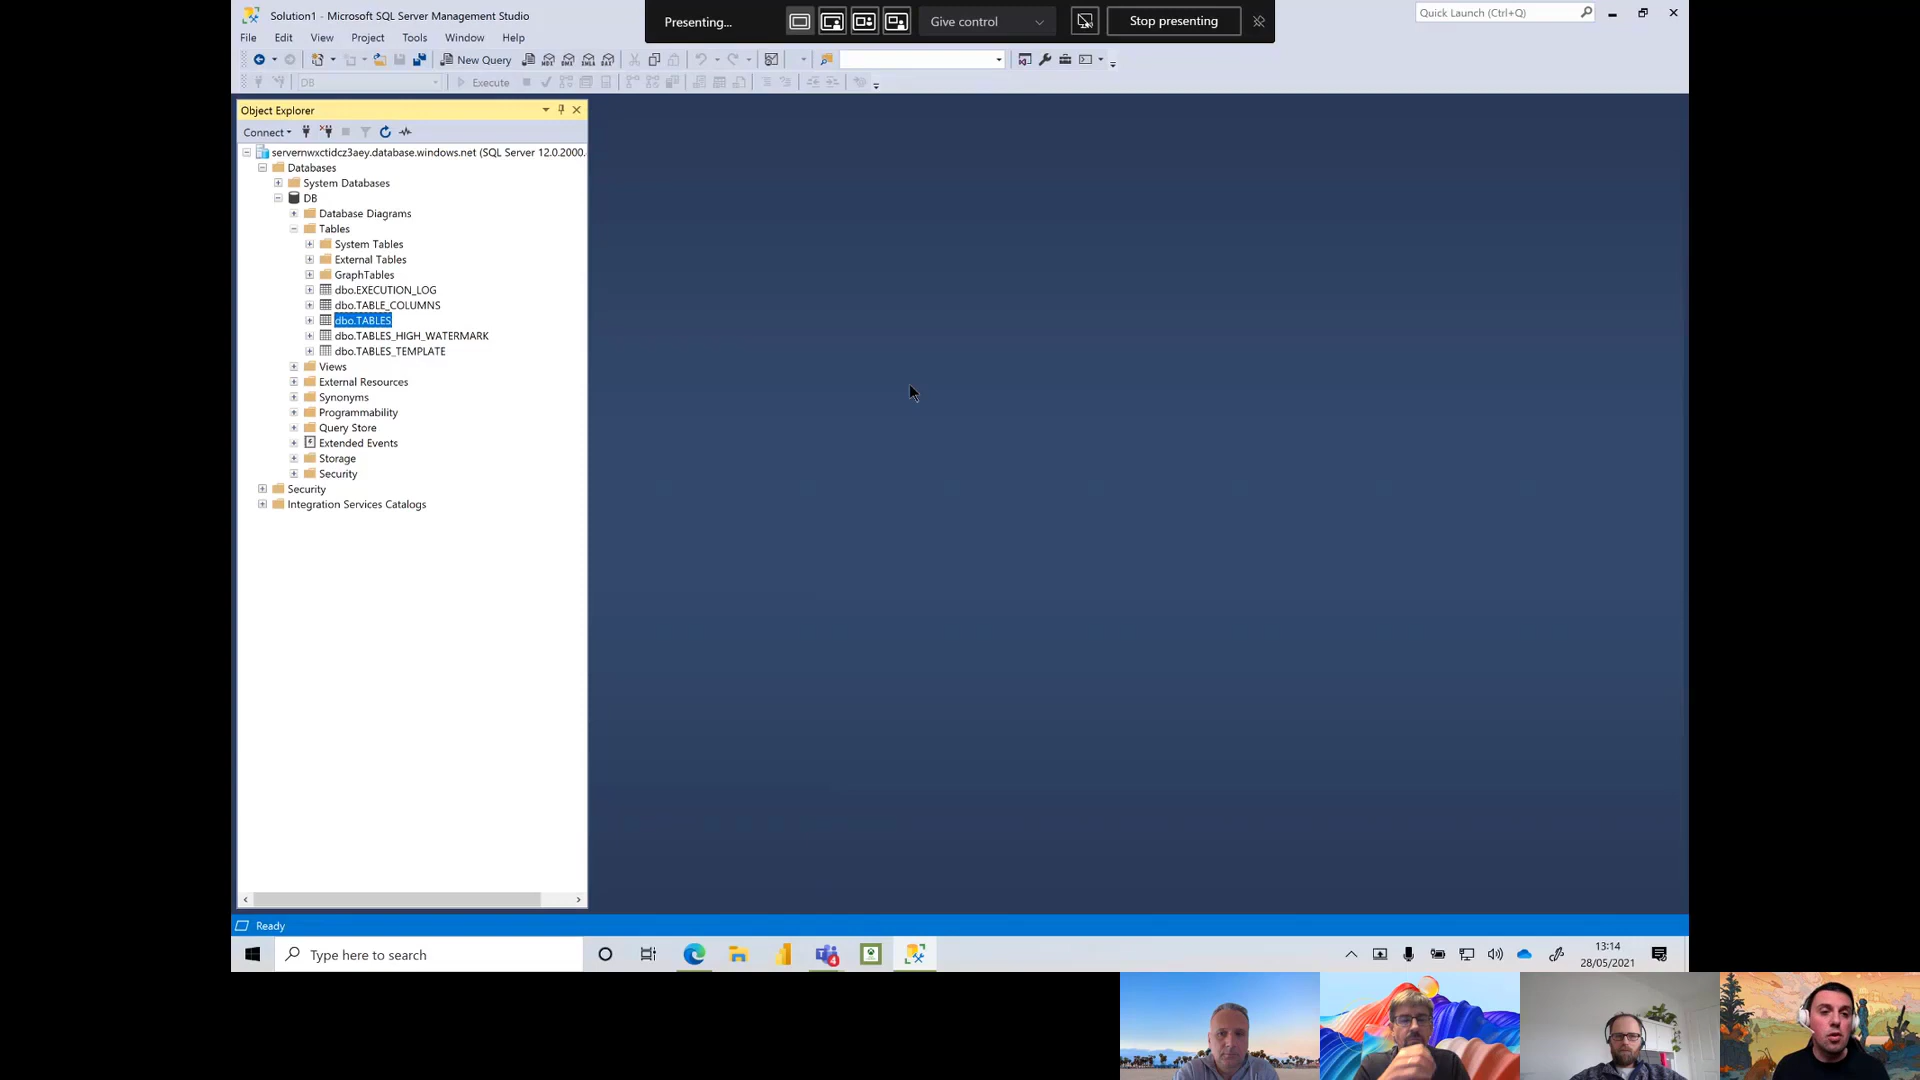 Solution1 - Microsoft SQL Server Management Studio
Presenting...
Give control
Stop presenting
Quick Launch (Ctrl+Q)
File Edit View Project Tools Window Help
New Query
DB
Execute
Object Explorer
Connect
servernwxctidcz3aey.database.windows.net (SQL Server 12.0.2000.
Databases
System Databases
DB
Database Diagrams
Tables
System Tables
External Tables
GraphTables
dbo.EXECUTION_LOG
dbo.TABLE_COLUMNS
dbo.TABLES
dbo.TABLES_HIGH_WATERMARK
dbo.TABLES_TEMPLATE
Views
External Resources
Synonyms
Programmability
Query Store
Extended Events
Storage
Security
Security
Integration Services Catalogs
Ready
Type here to search
4
13:14
28/05/2021